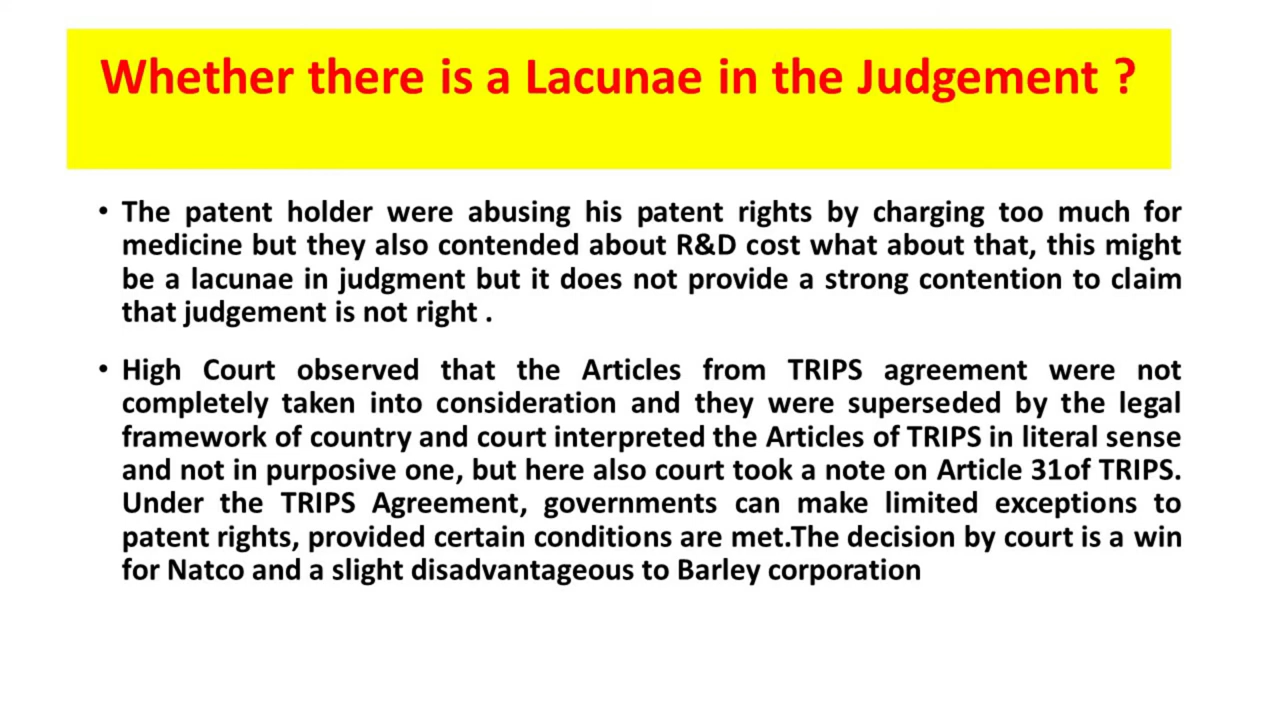 Whether there is a Lacunae in the Judgement ?
• The patent holder were abusing his patent rights by charging too much for
medicine but they also contended about R&D cost what about that, this might
be a lacunae in judgment but it does not provide a strong contention to claim
that judgement is not right .
• High Court observed that the Articles from TRIPS agreement were not
completely taken into consideration and they were superseded by the legal
framework of country and court interpreted the Articles of TRIPS in literal sense
and not in purposive one, but here also court took a note on Article 31of TRIPS.
Under the TRIPS Agreement, governments can make limited exceptions to
patent rights, provided certain conditions are met.The decision by court is a win
for Natco and a slight disadvantageous to Barley corporation